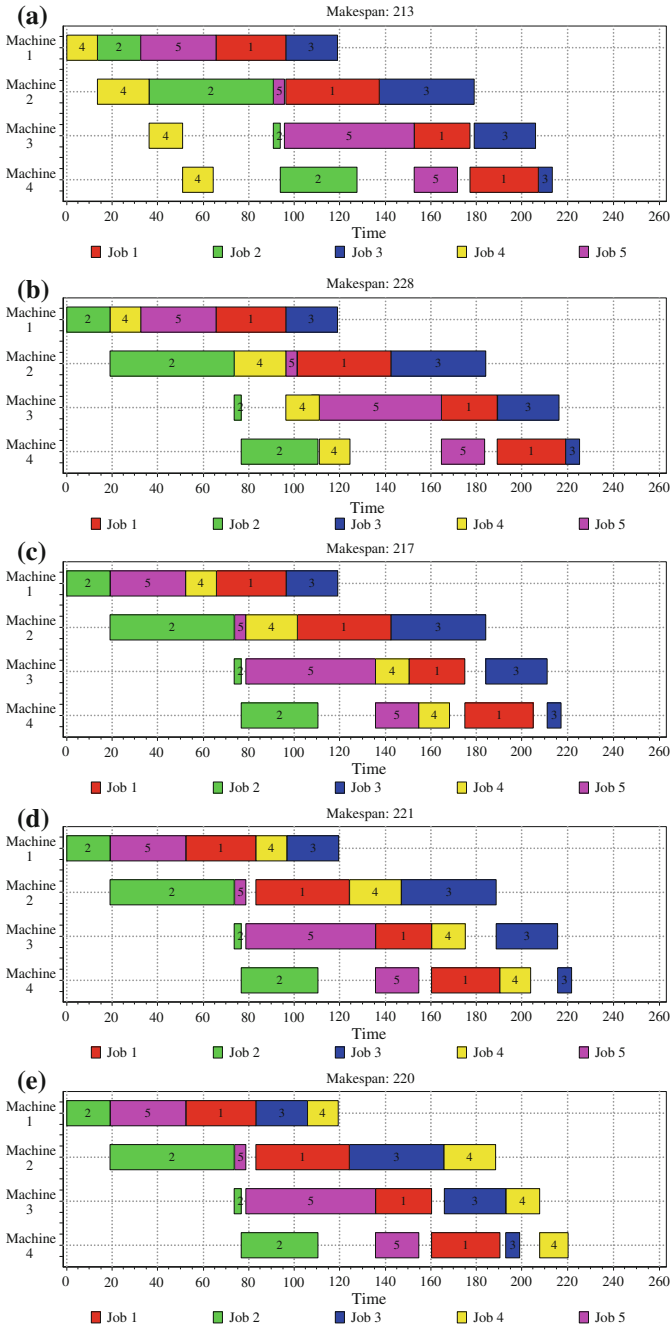 (a)
Makespan: 213
Machine 1
4 2 5 1 3
Machine 2
4 2 5 1 3
Machine 3
4 2 5 1 3
Machine 4
4 2 5 1 3
0 20 40 60 80 100 120 140 160 180 200 220 240 260
Time
Job 1 Job 2 Job 3 Job 4 Job 5
(b)
Makespan: 228
Machine 1
2 4 5 1 3
Machine 2
2 4 5 1 3
Machine 3
2 4 5 1 3
Machine 4
2 4 5 1 3
0 20 40 60 80 100 120 140 160 180 200 220 240 260
Time
Job 1 Job 2 Job 3 Job 4 Job 5
(c)
Makespan: 217
Machine 1
2 5 4 1 3
Machine 2
2 5 4 1 3
Machine 3
2 5 4 1 3
Machine 4
2 5 4 1 3
0 20 40 60 80 100 120 140 160 180 200 220 240 260
Time
Job 1 Job 2 Job 3 Job 4 Job 5
(d)
Makespan: 221
Machine 1
2 5 1 4 3
Machine 2
2 5 1 4 3
Machine 3
2 5 1 4 3
Machine 4
2 5 1 4 3
0 20 40 60 80 100 120 140 160 180 200 220 240 260
Time
Job 1 Job 2 Job 3 Job 4 Job 5
(e)
Makespan: 220
Machine 1
2 5 1 3 4
Machine 2
2 5 1 3 4
Machine 3
2 5 1 3 4
Machine 4
2 5 1 3 4
0 20 40 60 80 100 120 140 160 180 200 220 240 260
Time
Job 1 Job 2 Job 3 Job 4 Job 5